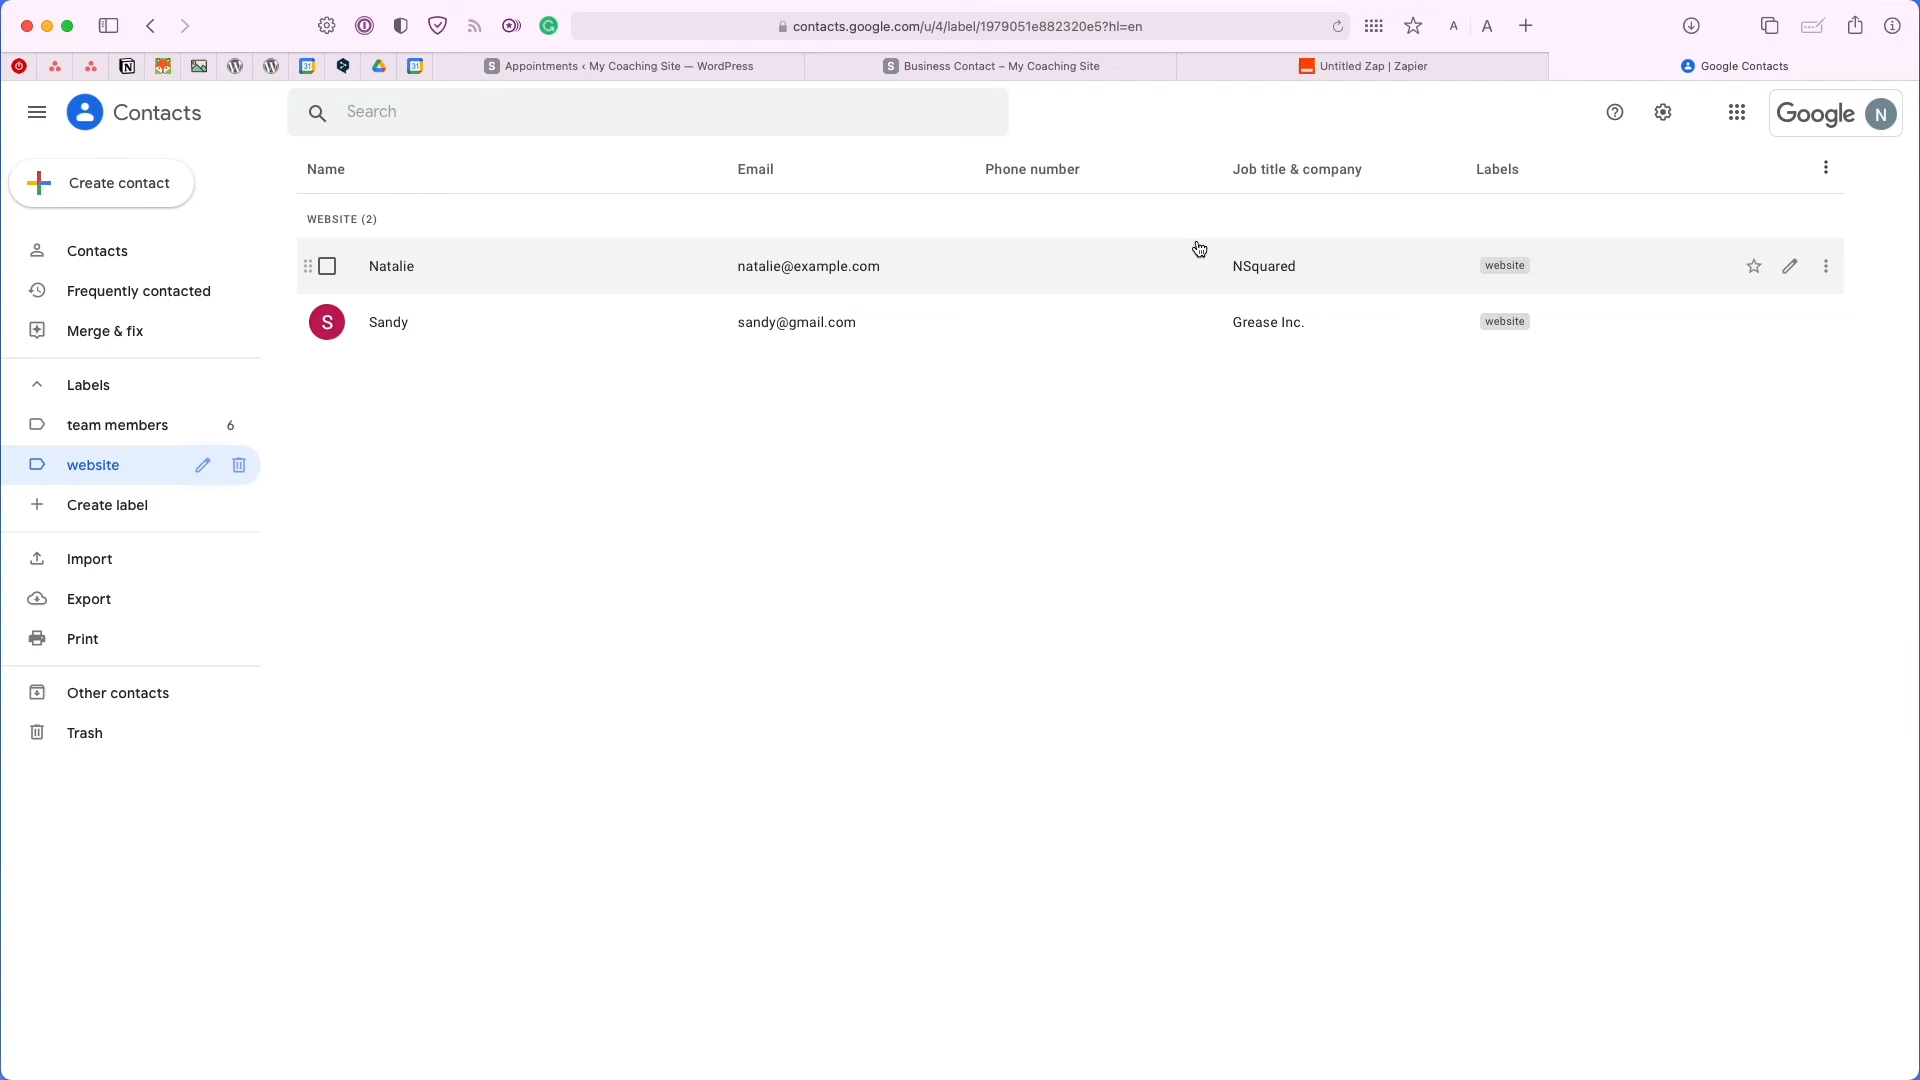 contacts.google.com/u/4/label/1979051e882320e5?hl=en
A A
Appointments ‹ My Coaching Site — WordPress
Business Contact – My Coaching Site
Untitled Zap | Zapier
Google Contacts
Contacts
Search
Google N
Create contact
Name Email Phone number Job title & company Labels
WEBSITE (2)
Natalie natalie@example.com NSquared website
S Sandy sandy@gmail.com Grease Inc. website
Contacts
Frequently contacted
Merge & fix
Labels
team members 6
website
Create label
Import
Export
Print
Other contacts
Trash